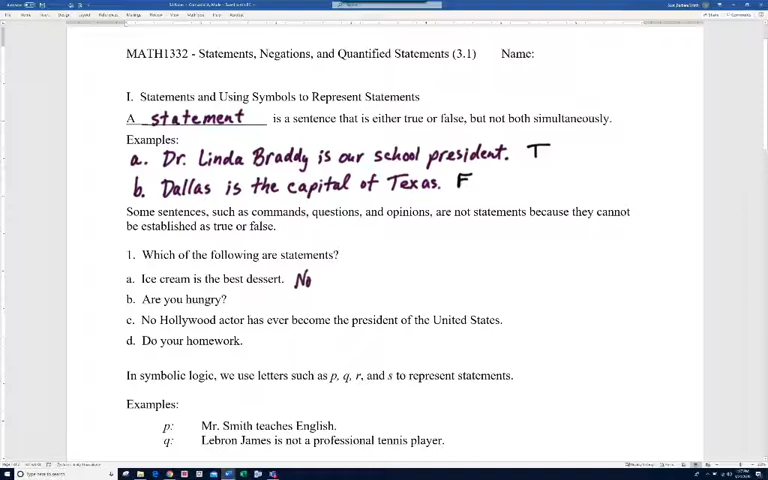 MATH1332 - Statements, Negations, and Quantified Statements (3.1) Name:
I. Statements and Using Symbols to Represent Statements
A statement is a sentence that is either true or false, but not both simultaneously.
Examples:
a. Dr. Linda Braddy is our school president. T
b. Dallas is the capital of Texas. F
Some sentences, such as commands, questions, and opinions, are not statements because they cannot
be established as true or false.
1. Which of the following are statements?
a. Ice cream is the best dessert. No
b. Are you hungry?
c. No Hollywood actor has ever become the president of the United States.
d. Do your homework.
In symbolic logic, we use letters such as p, q, r, and s to represent statements.
Examples:
p: Mr. Smith teaches English.
q: Lebron James is not a professional tennis player.
Type here to search